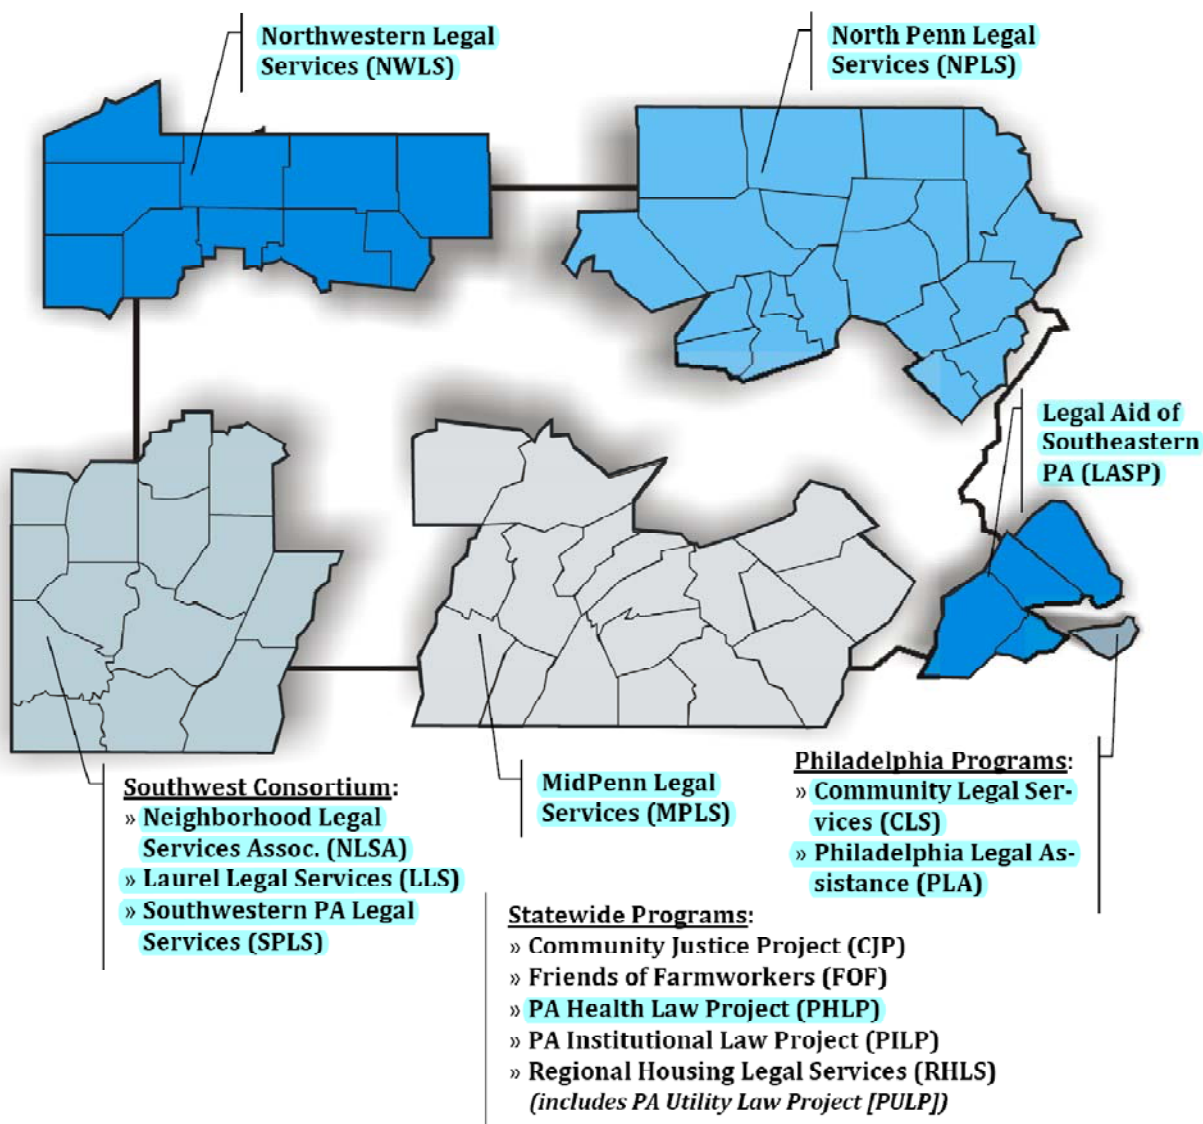 Northwestern Legal
Services (NWLS)
North Penn Legal
Services (NPLS)
Legal Aid of
Southeastern
PA (LASP)
Southwest Consortium:
» Neighborhood Legal
Services Assoc. (NLSA)
» Laurel Legal Services (LLS)
» Southwestern PA Legal
Services (SPLS)
MidPenn Legal
Services (MPLS)
Philadelphia Programs:
» Community Legal Ser-
vices (CLS)
» Philadelphia Legal As-
sistance (PLA)
Statewide Programs:
» Community Justice Project (CJP)
» Friends of Farmworkers (FOF)
» PA Health Law Project (PHLP)
» PA Institutional Law Project (PILP)
» Regional Housing Legal Services (RHLS)
(includes PA Utility Law Project [PULP])